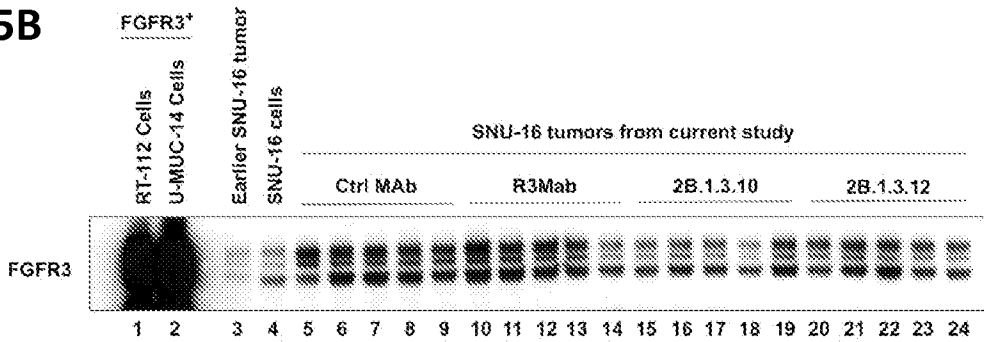 5B
FGFR3+
RT-112 Cells
U-MUC-14 Cells
Earlier SNU-16 tumor
SNU-16 cells
SNU-16 tumors from current study
Ctrl MAb R3Mab 2B.1.3.10 2B.1.3.12
FGFR3
1 2 3 4 5 6 7 8 9 10 11 12 13 14 15 16 17 18 19 20 21 22 23 24